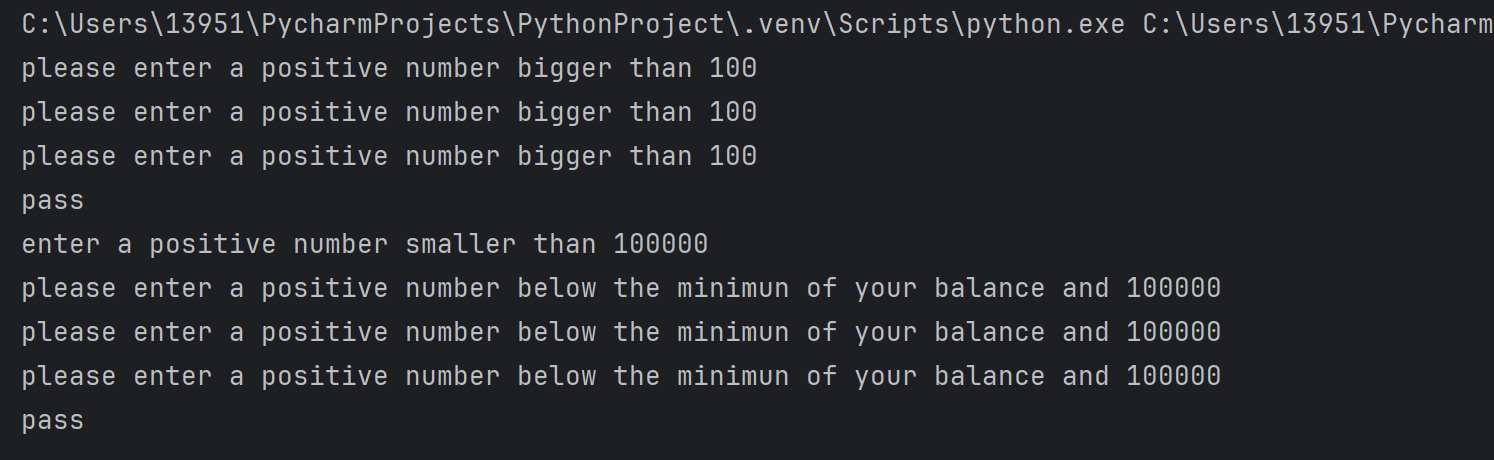 C:\Users\13951\PycharmProjects\PythonProject\.venv\Scripts\python.exe C:\Users\13951\Pycharm
please enter a positive number bigger than 100
please enter a positive number bigger than 100
please enter a positive number bigger than 100
pass
enter a positive number smaller than 100000
please enter a positive number below the minimun of your balance and 100000
please enter a positive number below the minimun of your balance and 100000
please enter a positive number below the minimun of your balance and 100000
pass